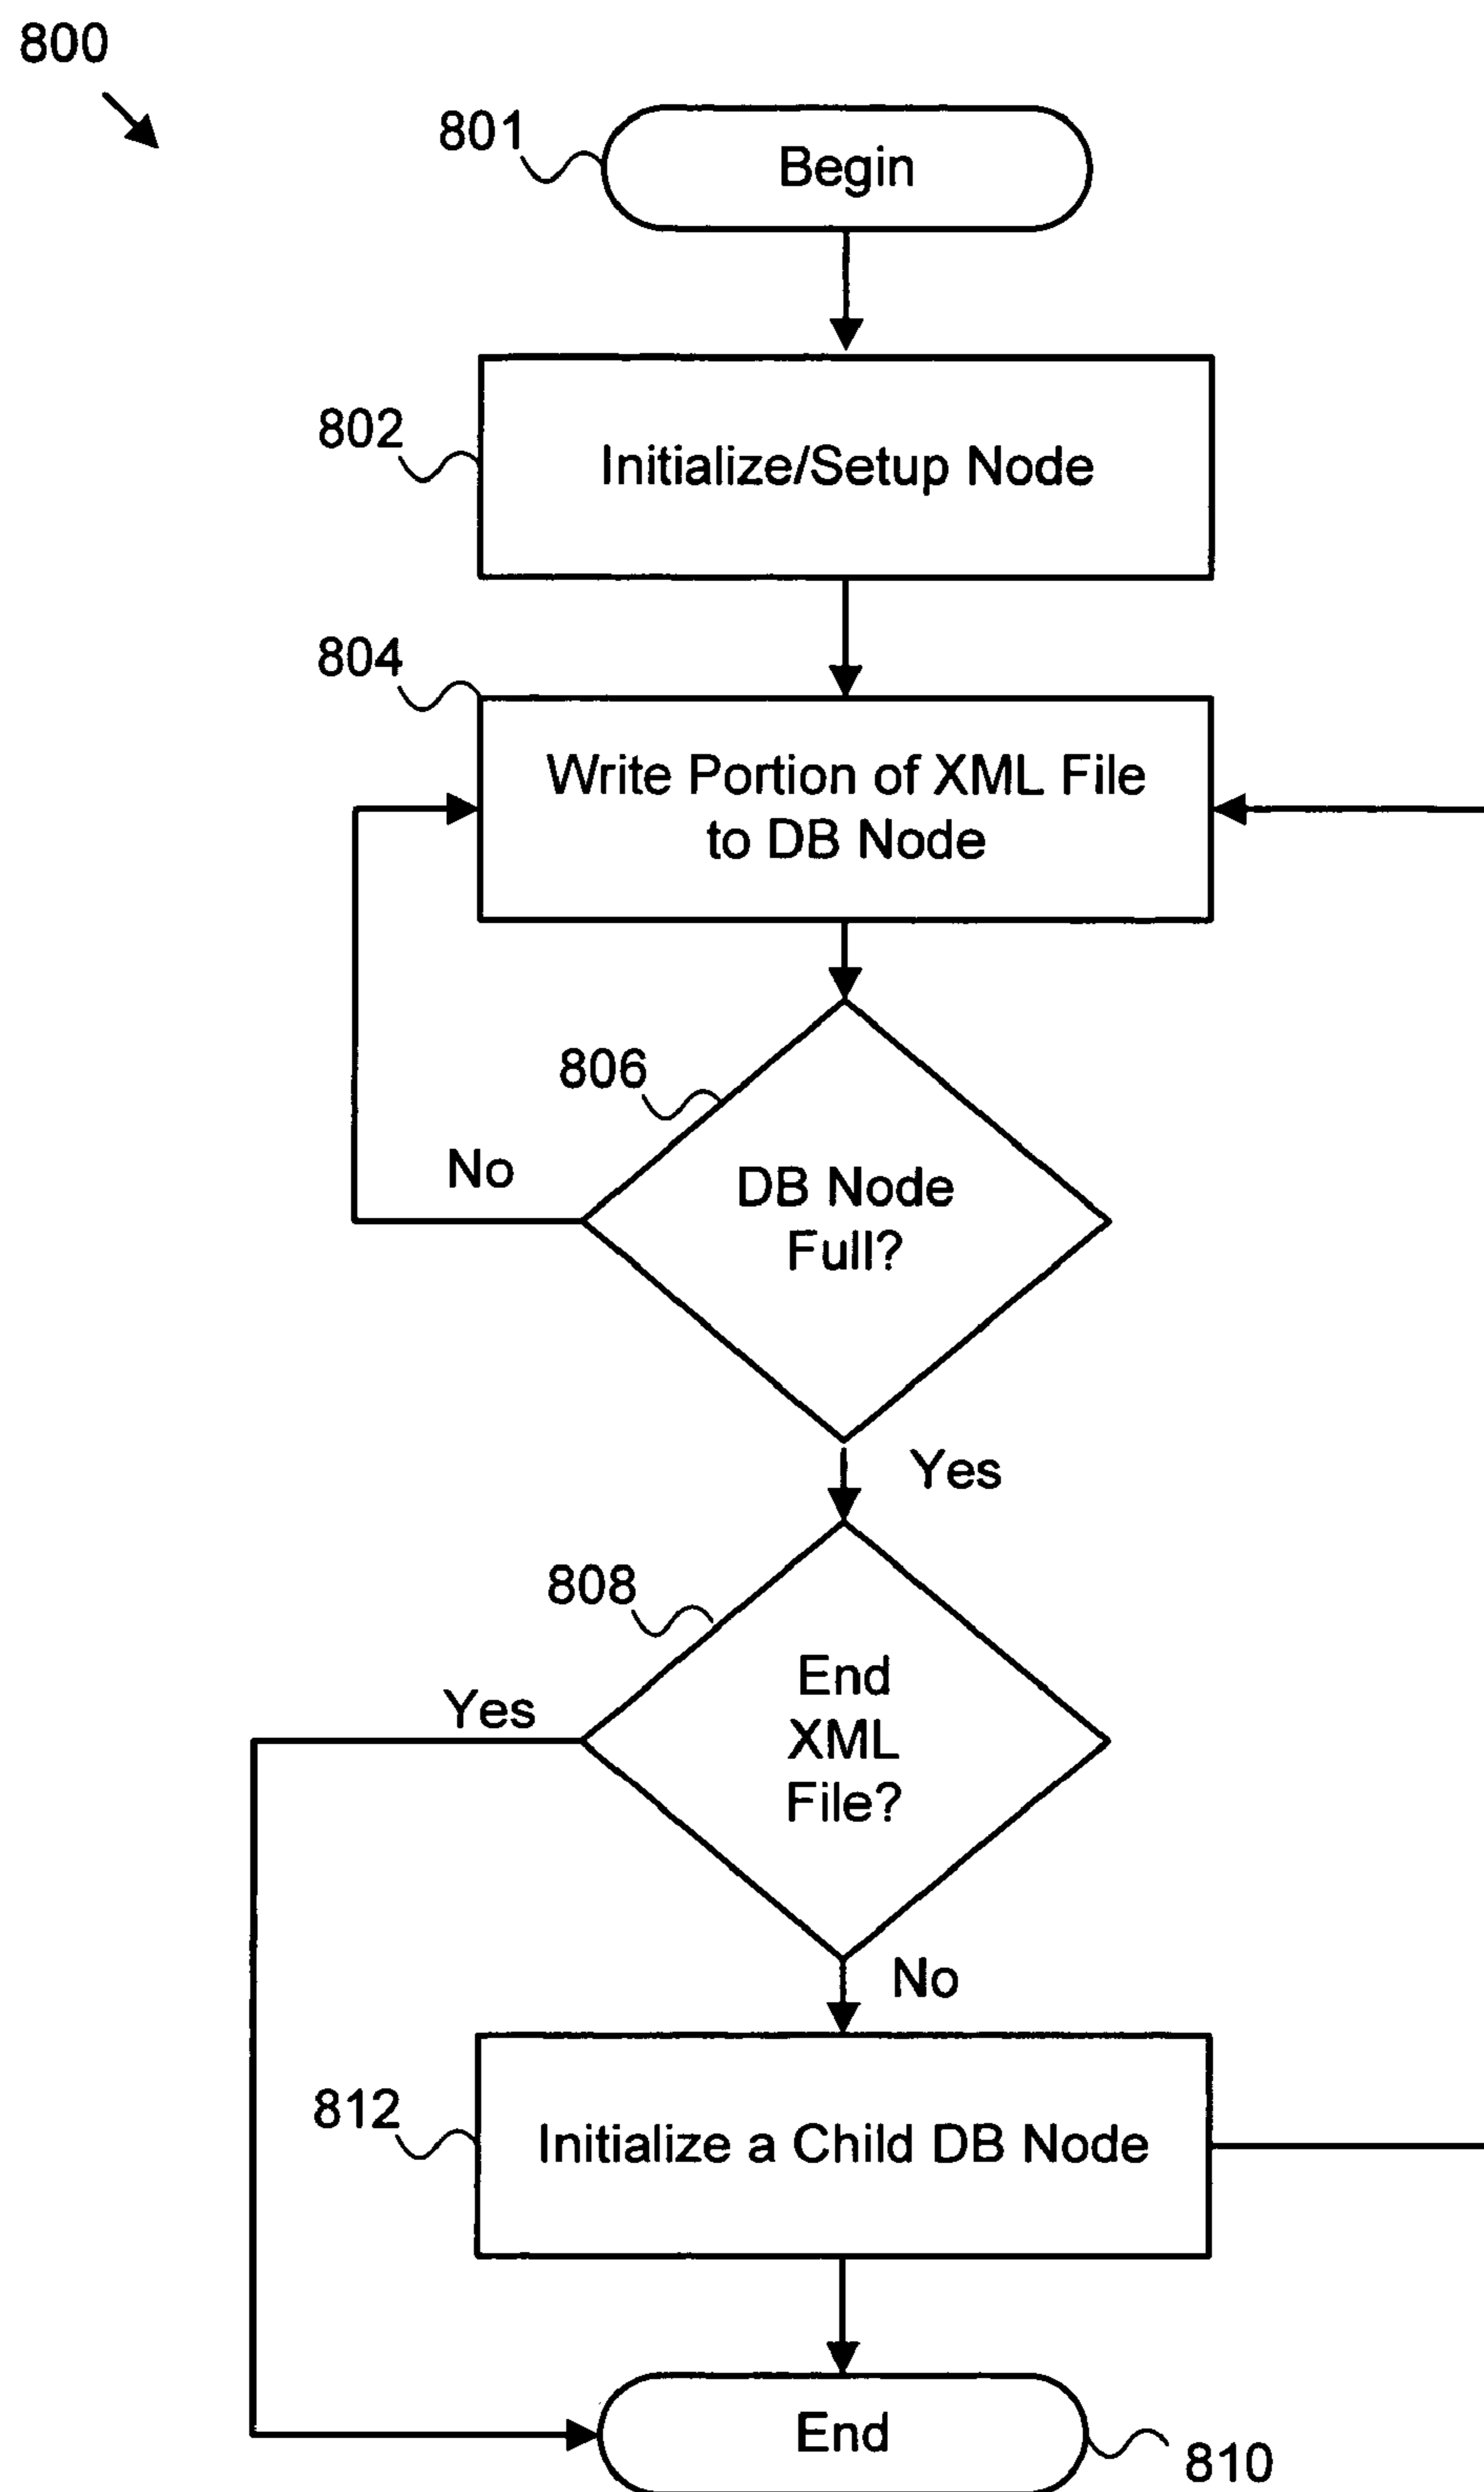 800
801
Begin
802
Initialize/Setup Node
804
Write Portion of XML File
to DB Node
806
No
DB Node
Full?
Yes
808
Yes
End
XML
File?
No
812
Initialize a Child DB Node
End
810